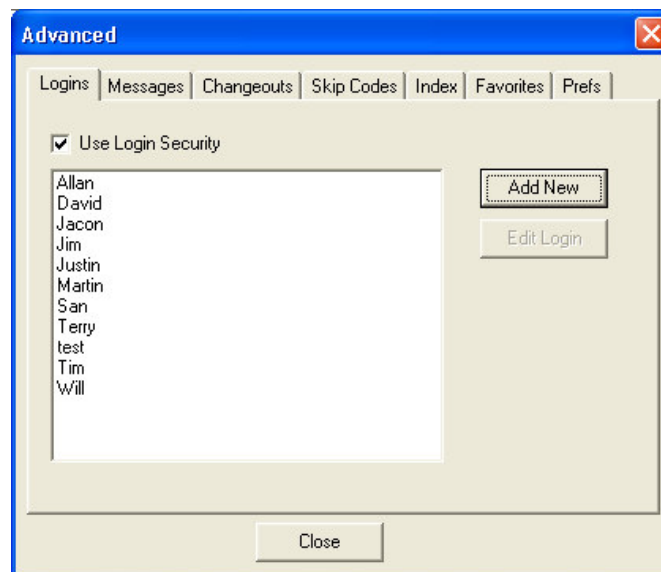 Advanced
Logins Messages Changeouts Skip Codes Index Favorites Prefs
Use Login Security
Allan
David
Jacon
Jim
Justin
Martin
San
Terry
test
Tim
Will
Add New
Edit Login
Close